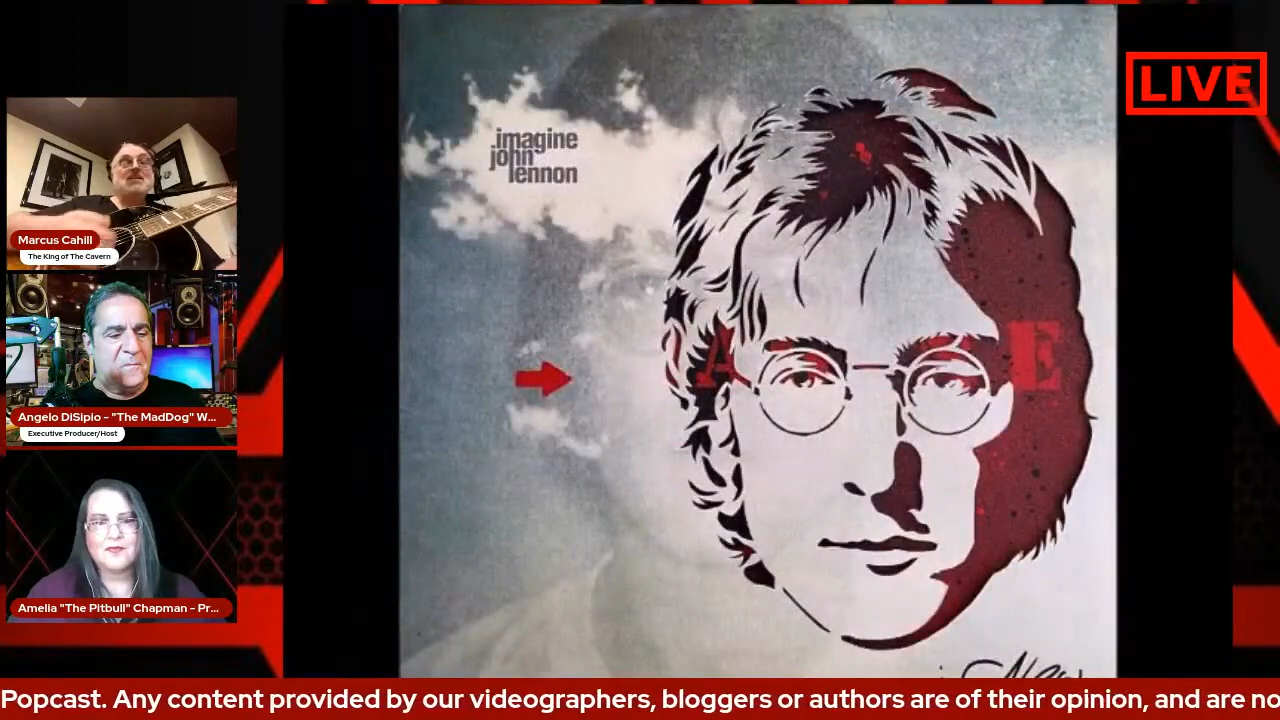 LIVE
imagine
john
lennon
A E
Marcus Cahill
The King of The Cavern
Angelo DiSipio - "The MadDog" W...
Executive Producer/Host
Amelia "The Pitbull" Chapman - Pr...
Popcast. Any content provided by our videographers, bloggers or authors are of their opinion, and are no